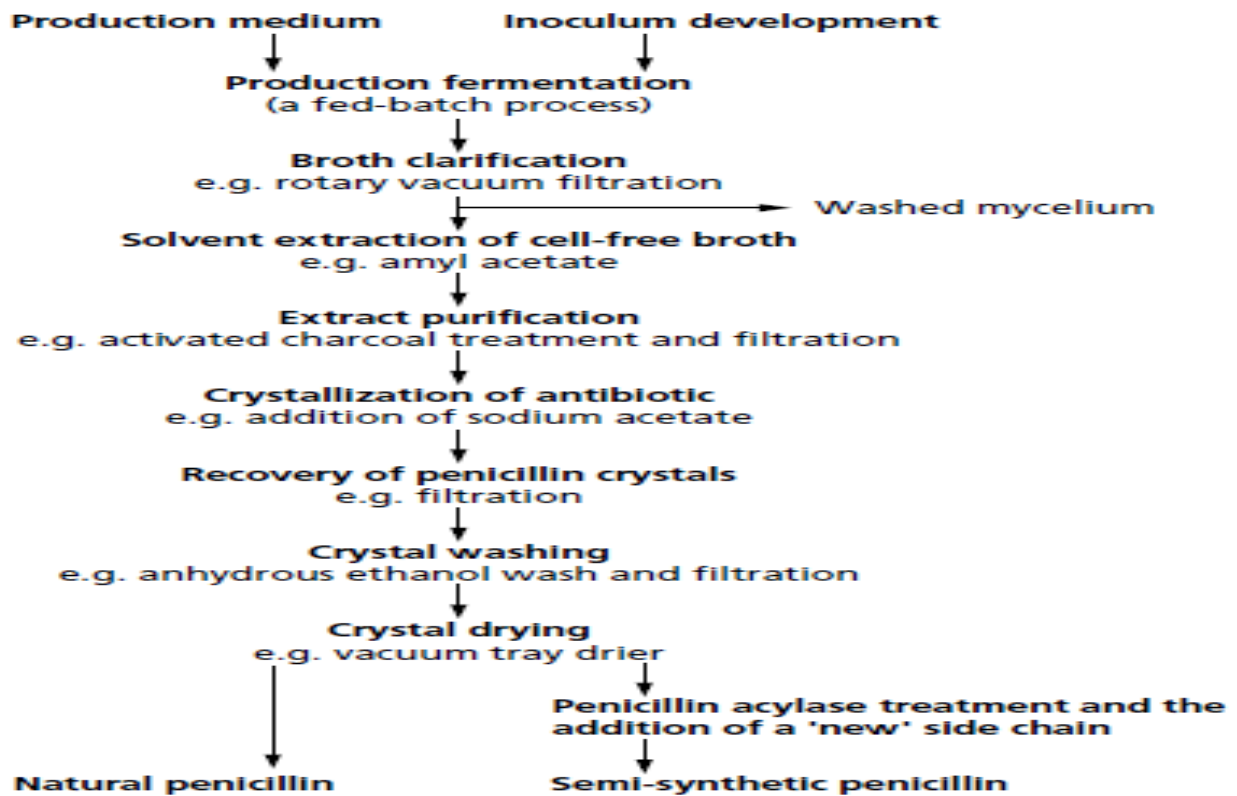 Production medium
Inoculum development
Production fermentation
(a fed-batch process)
Broth clarification
e.g. rotary vacuum filtration
Washed mycelium
Solvent extraction of cell-free broth
e.g. amyl acetate
Extract purification
e.g. activated charcoal treatment and filtration
Crystallization of antibiotic
e.g. addition of sodium acetate
Recovery of penicillin crystals
e.g. filtration
Crystal washing
e.g. anhydrous ethanol wash and filtration
Crystal drying
e.g. vacuum tray drier
Penicillin acylase treatment and the
addition of a 'new' side chain
Natural penicillin
Semi-synthetic penicillin